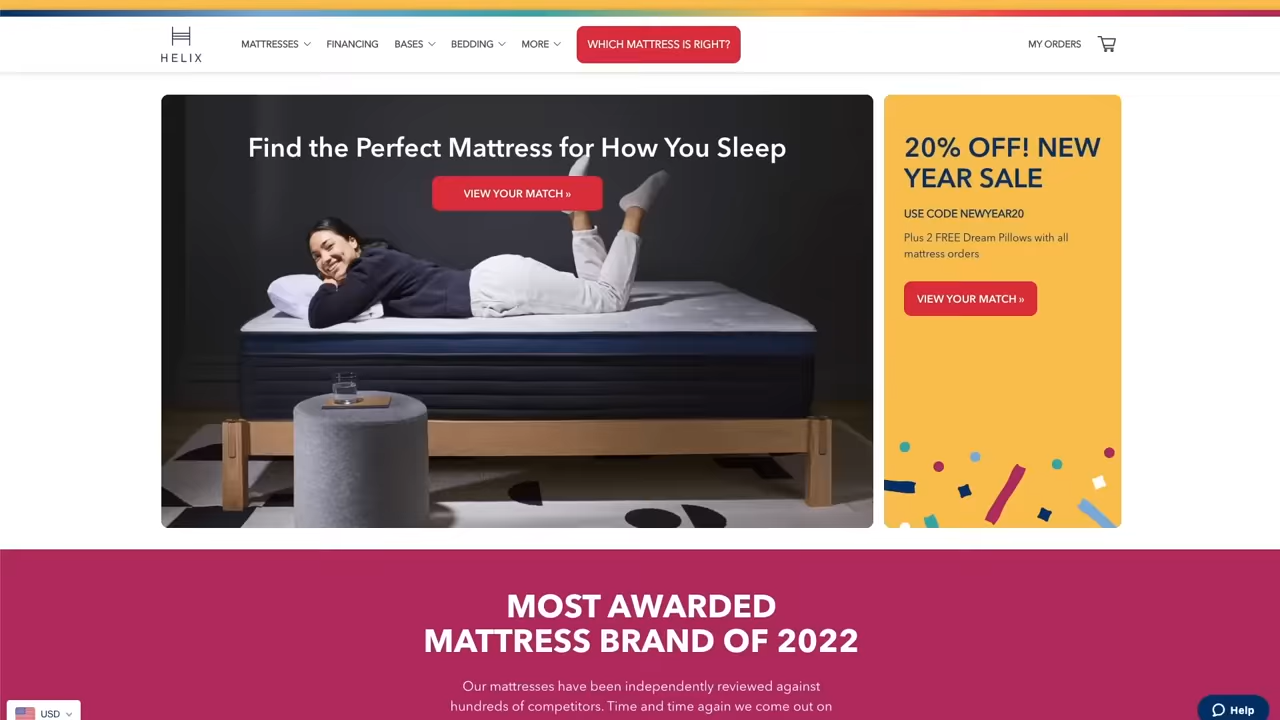 HELIX
MATTRESSES
FINANCING
BASES
BEDDING
MORE
WHICH MATTRESS IS RIGHT?
MY ORDERS
Find the Perfect Mattress for How You Sleep
VIEW YOUR MATCH »
20% OFF! NEW
YEAR SALE
USE CODE NEWYEAR20
Plus 2 FREE Dream Pillows with all
mattress orders
VIEW YOUR MATCH »
MOST AWARDED
MATTRESS BRAND OF 2022
Our mattresses have been independently reviewed against
hundreds of competitors. Time and time again we come out on
USD
Help